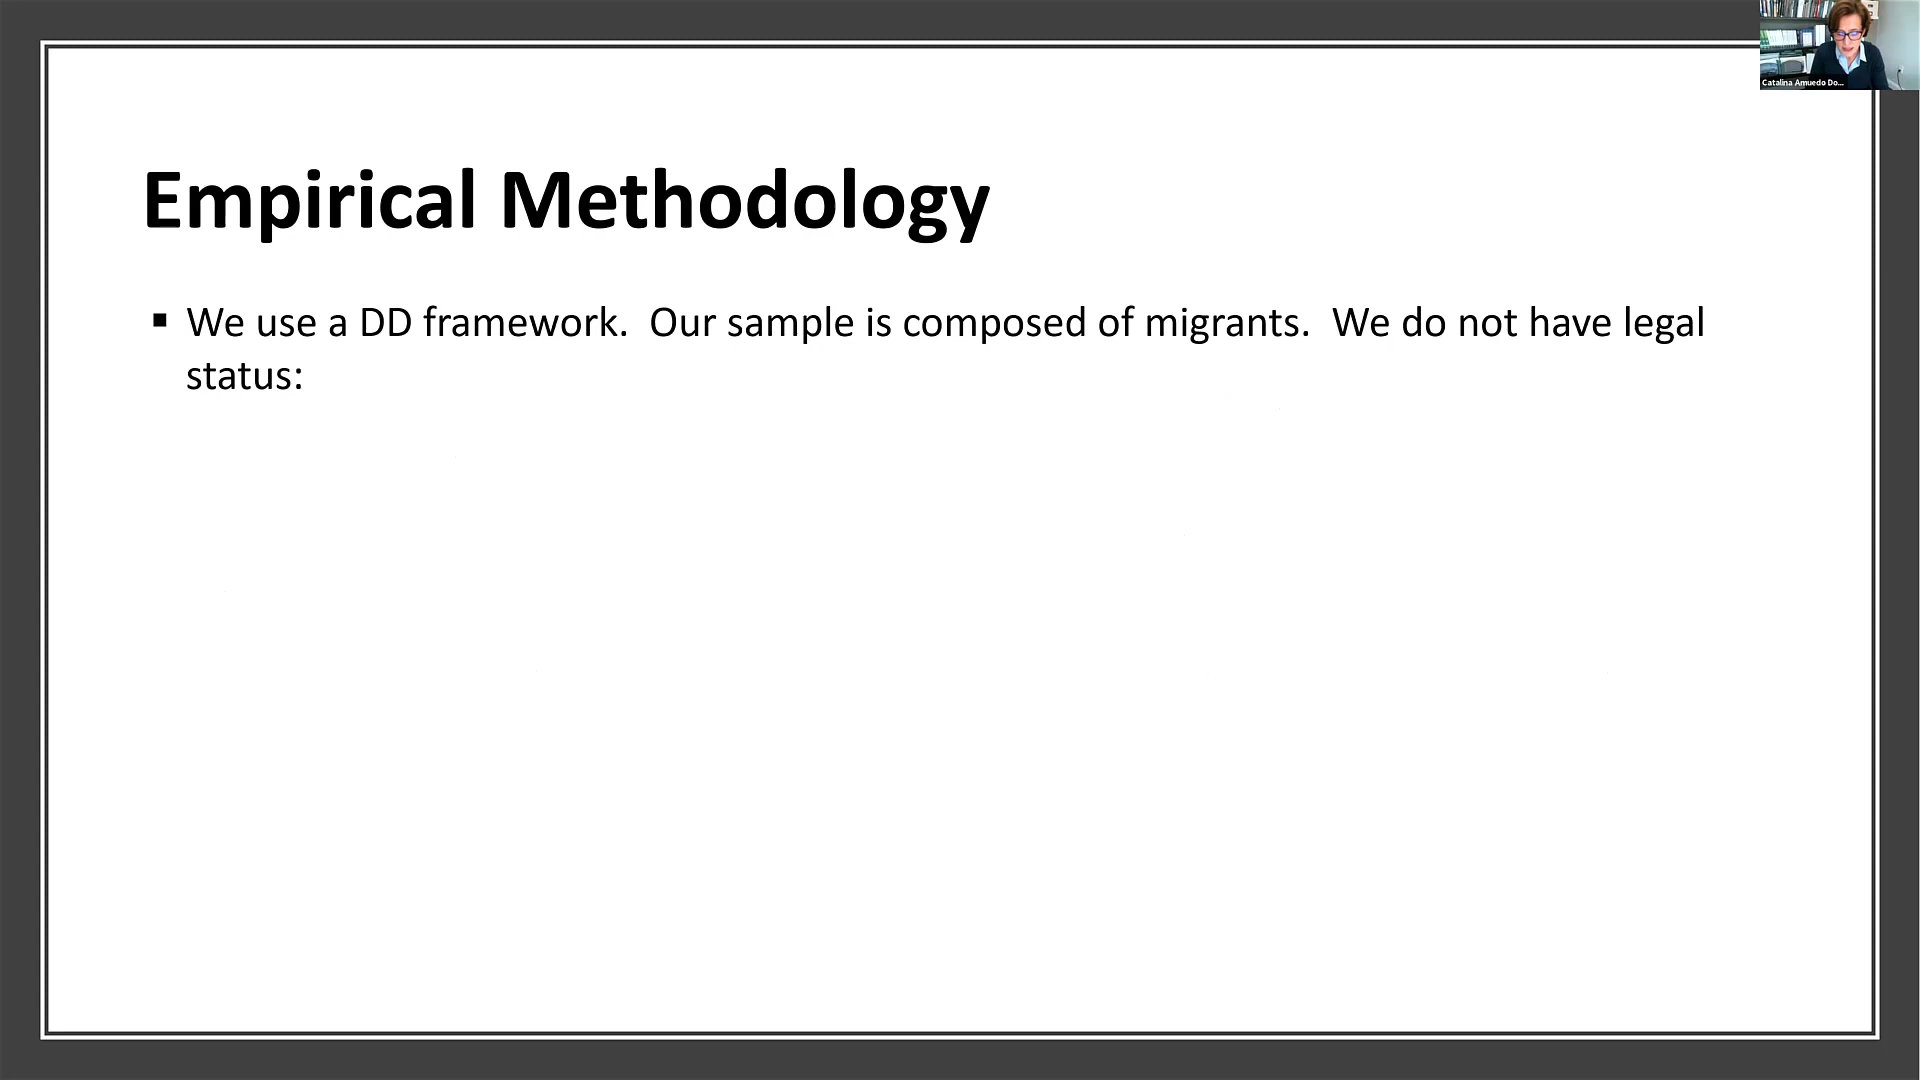 Catalina Amuedo Do...
Empirical Methodology
▪ We use a DD framework.  Our sample is composed of migrants.  We do not have legal
status: